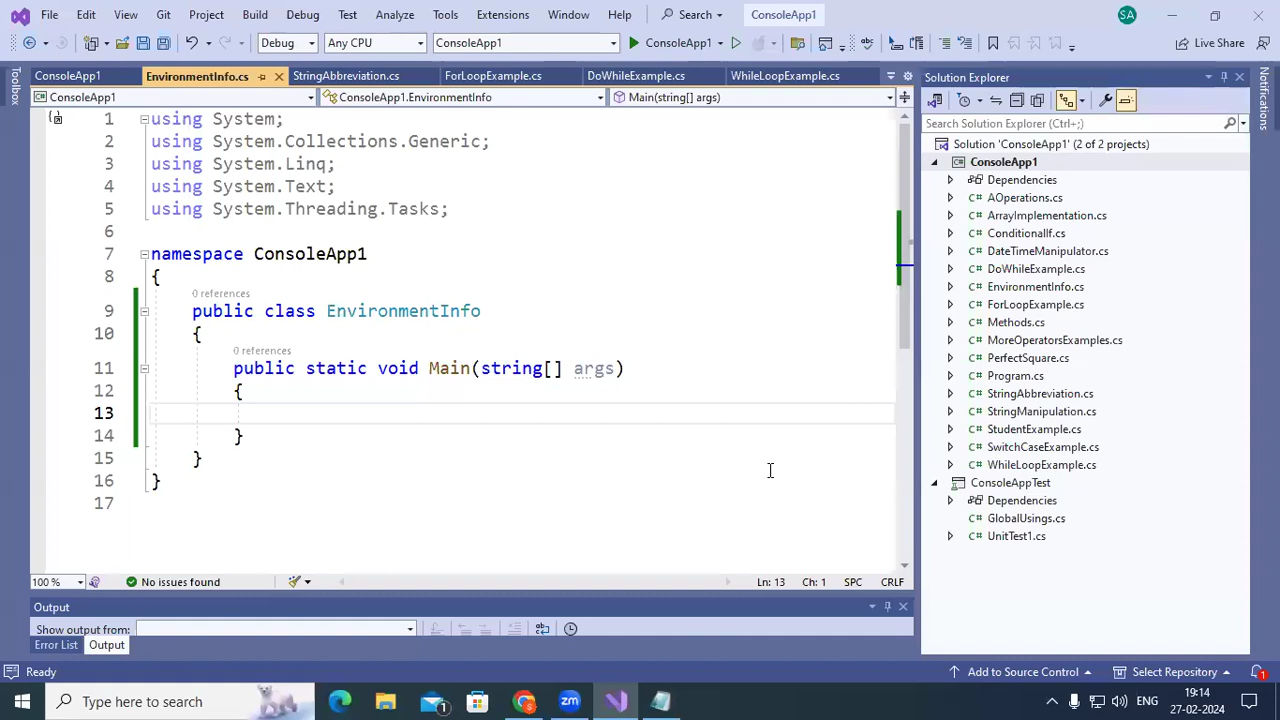 File Edit View Git Project Build Debug Test Analyze Tools Extensions Window Help Search ConsoleApp1 SA
Debug Any CPU ConsoleApp1 ConsoleApp1 Live Share
Toolbox
ConsoleApp1 EnvironmentInfo.cs StringAbbreviation.cs ForLoopExample.cs DoWhileExample.cs WhileLoopExample.cs
ConsoleApp1 ConsoleApp1.EnvironmentInfo Main(string[] args)
1 using System;
2 using System.Collections.Generic;
3 using System.Linq;
4 using System.Text;
5 using System.Threading.Tasks;
6
7 namespace ConsoleApp1
8 {
0 references
9 public class EnvironmentInfo
10 {
0 references
11 public static void Main(string[] args)
12 {
13
14 }
15 }
16 }
17
100 % No issues found Ln: 13 Ch: 1 SPC CRLF
Output
Show output from:
Error List Output
Solution Explorer
Search Solution Explorer (Ctrl+;)
Solution 'ConsoleApp1' (2 of 2 projects)
ConsoleApp1
Dependencies
AOperations.cs
ArrayImplementation.cs
ConditionalIf.cs
DateTimeManipulator.cs
DoWhileExample.cs
EnvironmentInfo.cs
ForLoopExample.cs
Methods.cs
MoreOperatorsExamples.cs
PerfectSquare.cs
Program.cs
StringAbbreviation.cs
StringManipulation.cs
StudentExample.cs
SwitchCaseExample.cs
WhileLoopExample.cs
ConsoleAppTest
Dependencies
GlobalUsings.cs
UnitTest1.cs
Notifications
Ready Add to Source Control Select Repository 1
Type here to search 1 zm ENG 19:14
27-02-2024